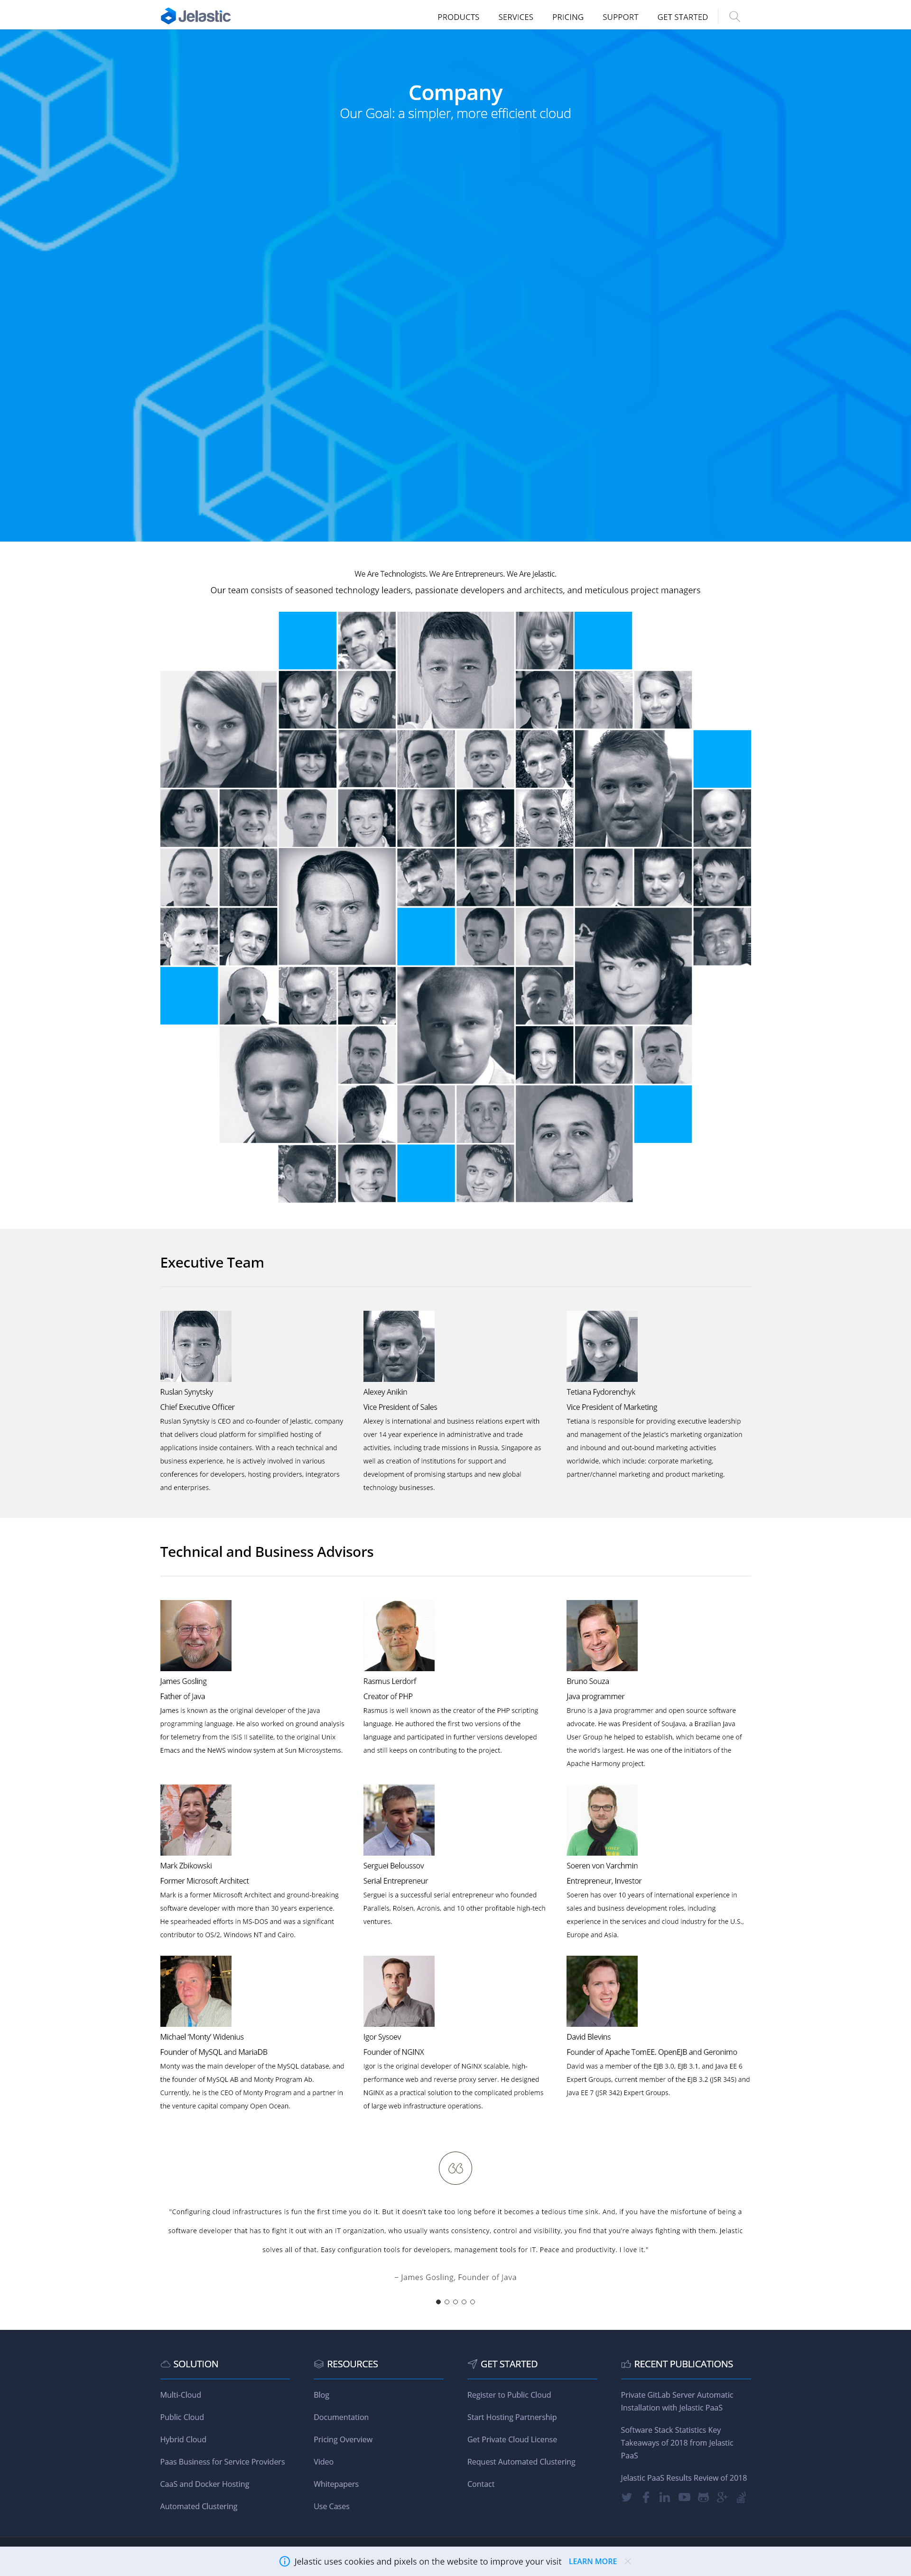 Jelastic
PRODUCTS SERVICES PRICING SUPPORT GET STARTED
Company
Our Goal: a simpler, more efficient cloud
We Are Technologists. We Are Entrepreneurs. We Are Jelastic.
Our team consists of seasoned technology leaders, passionate developers and architects, and meticulous project managers
Executive Team
Ruslan Synytsky
Chief Executive Officer
Ruslan Synytsky is CEO and co-founder of Jelastic, company
that delivers cloud platform for simplified hosting of
applications inside containers. With a reach technical and
business experience, he is actively involved in various
conferences for developers, hosting providers, integrators
and enterprises.
Alexey Anikin
Vice President of Sales
Alexey is international and business relations expert with
over 14 year experience in administrative and trade
activities, including trade missions in Russia, Singapore as
well as creation of institutions for support and
development of promising startups and new global
technology businesses.
Tetiana Fydorenchyk
Vice President of Marketing
Tetiana is responsible for providing executive leadership
and management of the Jelastic's marketing organization
and inbound and out-bound marketing activities
worldwide, which include: corporate marketing,
partner/channel marketing and product marketing.
Technical and Business Advisors
James Gosling
Father of Java
James is known as the original developer of the Java
programming language. He also worked on ground analysis
for telemetry from the ISIS II satellite, to the original Unix
Emacs and the NeWS window system at Sun Microsystems.
Rasmus Lerdorf
Creator of PHP
Rasmus is well known as the creator of the PHP scripting
language. He authored the first two versions of the
language and participated in further versions developed
and still keeps on contributing to the project.
Bruno Souza
Java programmer
Bruno is a Java programmer and open source software
advocate. He was President of SouJava, a Brazilian Java
User Group he helped to establish, which became one of
the world's largest. He was one of the initiators of the
Apache Harmony project.
Mark Zbikowski
Former Microsoft Architect
Mark is a former Microsoft Architect and ground-breaking
software developer with more than 30 years experience.
He spearheaded efforts in MS-DOS and was a significant
contributor to OS/2, Windows NT and Cairo.
Serguei Beloussov
Serial Entrepreneur
Serguei is a successful serial entrepreneur who founded
Parallels, Rolsen, Acronis, and 10 other profitable high-tech
ventures.
Soeren von Varchmin
Entrepreneur, Investor
Soeren has over 10 years of international experience in
sales and business development roles, including
experience in the services and cloud industry for the U.S.,
Europe and Asia.
Michael 'Monty' Widenius
Founder of MySQL and MariaDB
Monty was the main developer of the MySQL database, and
the founder of MySQL AB and Monty Program Ab.
Currently, he is the CEO of Monty Program and a partner in
the venture capital company Open Ocean.
Igor Sysoev
Founder of NGINX
Igor is the original developer of NGINX scalable, high-
performance web and reverse proxy server. He designed
NGINX as a practical solution to the complicated problems
of large web infrastructure operations.
David Blevins
Founder of Apache TomEE, OpenEJB and Geronimo
David was a member of the EJB 3.0, EJB 3.1, and Java EE 6
Expert Groups, current member of the EJB 3.2 (JSR 345) and
Java EE 7 (JSR 342) Expert Groups.
"Configuring cloud infrastructures is fun the first time you do it. But it doesn't take too long before it becomes a tedious time sink. And, if you have the misfortune of being a
software developer that has to fight it out with an IT organization, who usually wants consistency, control and visibility, you find that you're always fighting with them. Jelastic
solves all of that. Easy configuration tools for developers, management tools for IT. Peace and productivity. I love it."
– James Gosling, Founder of Java
SOLUTION
Multi-Cloud
Public Cloud
Hybrid Cloud
Paas Business for Service Providers
CaaS and Docker Hosting
Automated Clustering
RESOURCES
Blog
Documentation
Pricing Overview
Video
Whitepapers
Use Cases
GET STARTED
Register to Public Cloud
Start Hosting Partnership
Get Private Cloud License
Request Automated Clustering
Contact
RECENT PUBLICATIONS
Private GitLab Server Automatic
Installation with Jelastic PaaS
Software Stack Statistics Key
Takeaways of 2018 from Jelastic
PaaS
Jelastic PaaS Results Review of 2018
Jelastic uses cookies and pixels on the website to improve your visit LEARN MORE